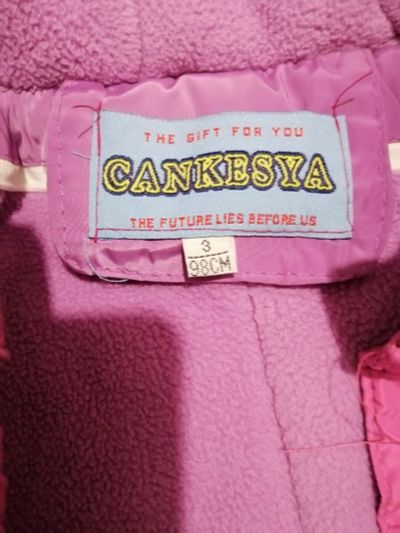 THE GIFT FOR YOU
CANKESYA
THE FUTURE LIES BEFORE US
3
98CM